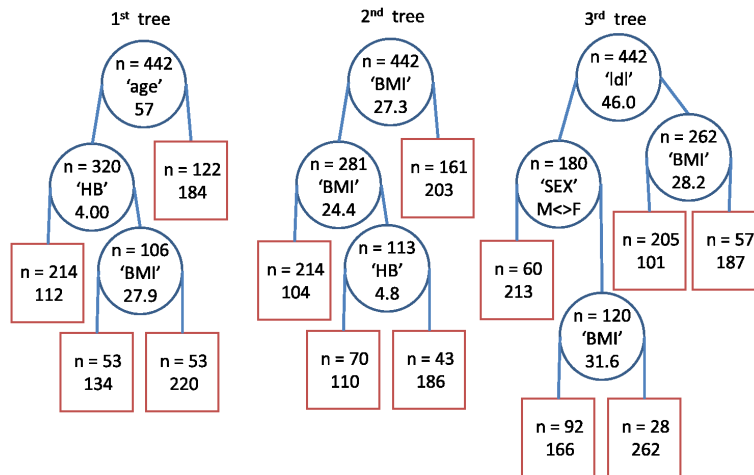 1st tree
n = 442
‘age’
57
n = 320
‘HB’
4.00
n = 122
184
n = 214
112
n = 106
‘BMI’
27.9
n = 53
134
n = 53
220
2nd tree
n = 442
‘BMI’
27.3
n = 281
‘BMI’
24.4
n = 161
203
n = 214
104
n = 113
‘HB’
4.8
n = 70
110
n = 43
186
3rd tree
n = 442
‘ldl’
46.0
n = 180
‘SEX’
M<>F
n = 262
‘BMI’
28.2
n = 60
213
n = 205
101
n = 57
187
n = 120
‘BMI’
31.6
n = 92
166
n = 28
262